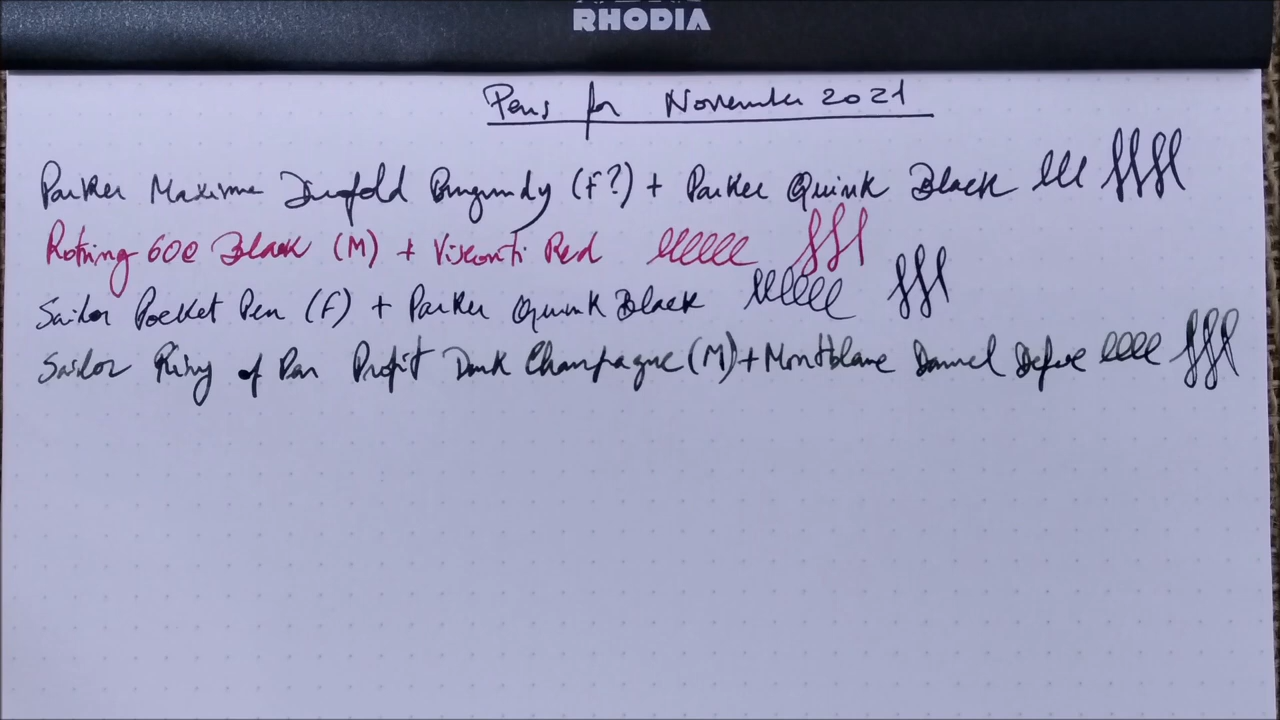 RHODIA
Pens for November 2021
Parker Maxima Duofold Burgundy (F?) + Parker Quink Black
Rotring 600 Black (M) + Visconti Red
Sailor Pocket Pen (F) + Parker Quink Black
Sailor King of Pen Profit Dark Champagne (M) + Montblanc Daniel Defoe